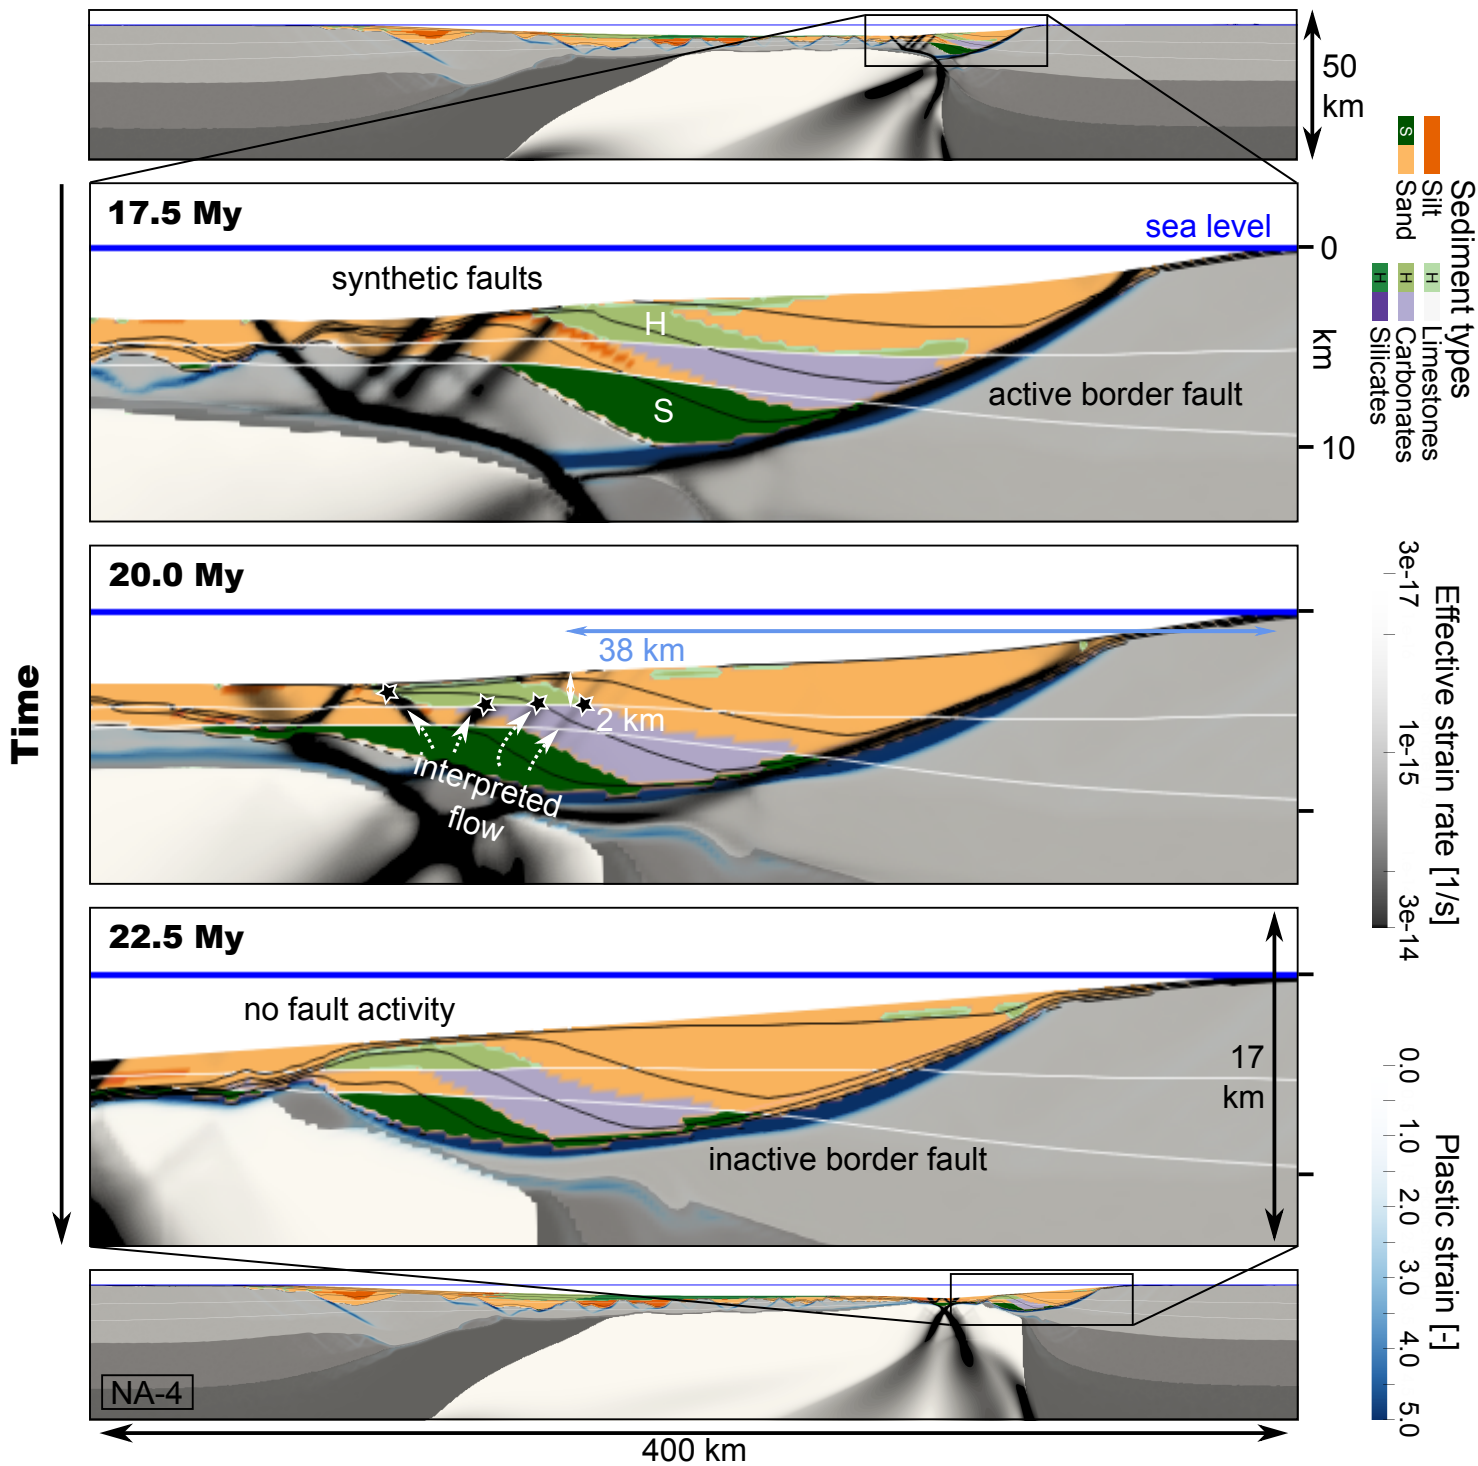 50
km
17.5 My
sea level
0
synthetic faults
H
km
S
active border fault
10
20.0 My
38 km
2 km
interpreted
flow
22.5 My
no fault activity
17
km
inactive border fault
NA-4
400 km
Time
Sediment types
Silt
S
Sand
H
Limestones
H
Carbonates
H
Silicates
Effective strain rate [1/s]
3e-17
1e-15
3e-14
Plastic strain [-]
0.0
1.0
2.0
3.0
4.0
5.0